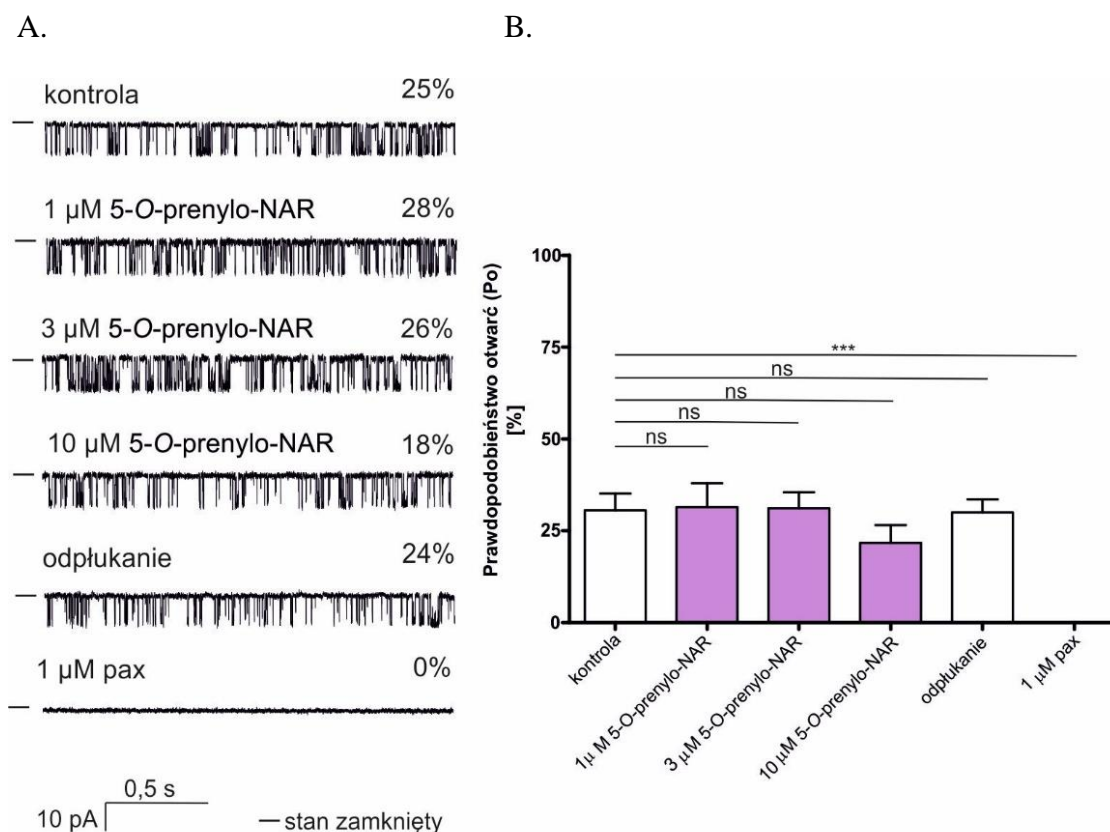 A.
B.
kontrola 25%
1 µM 5-O-prenylo-NAR 28%
3 µM 5-O-prenylo-NAR 26%
10 µM 5-O-prenylo-NAR 18%
odpłukanie 24%
1 µM pax 0%
0,5 s
10 pA
— stan zamknięty
Prawdopodobieństwo otwarć (Po)
[%]
100
75
50
25
0
***
ns
ns
ns
ns
kontrola
1µ M 5-O-prenylo-NAR
3 µM 5-O-prenylo-NAR
10 µM 5-O-prenylo-NAR
odpłukanie
1 µM pax